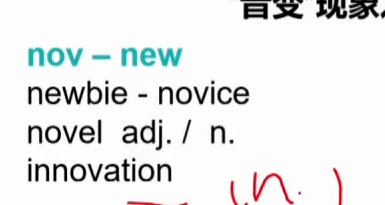 "音变"现象
nov – new
newbie - novice
novel adj. / n.
innovation
(n. )